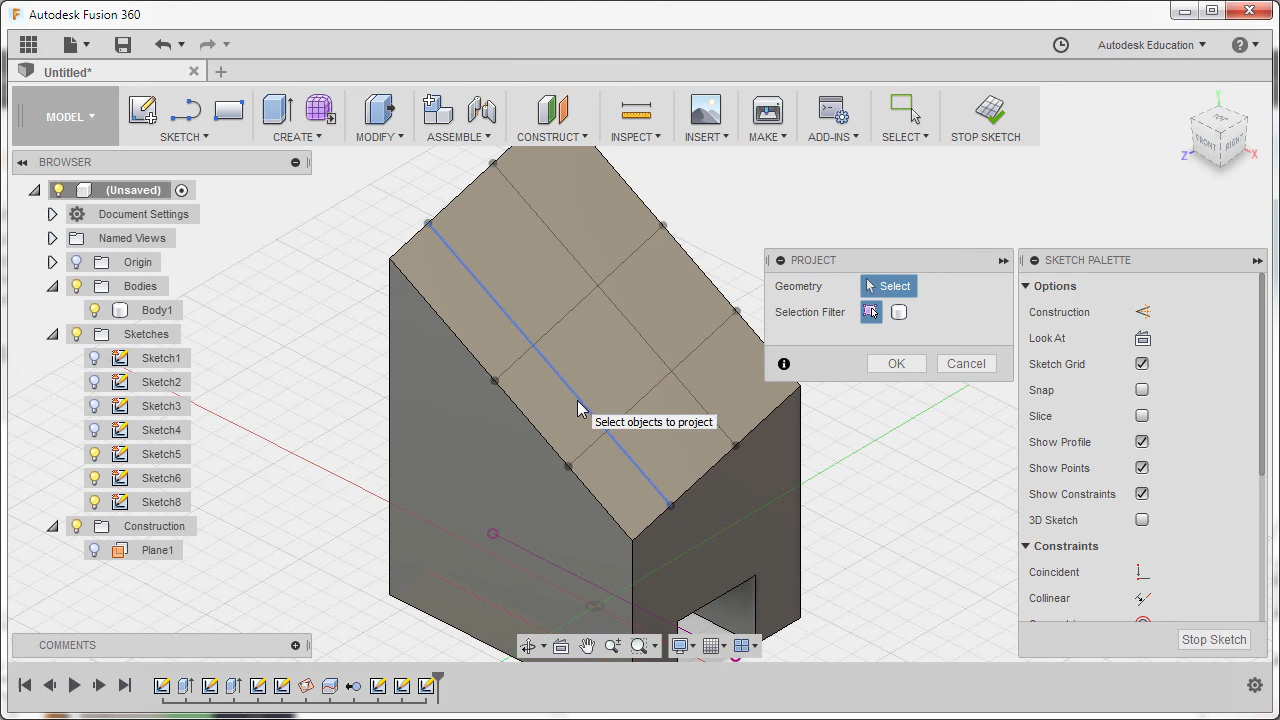 Autodesk Fusion 360
Autodesk Education
Untitled*
MODEL
SKETCH
CREATE
MODIFY
ASSEMBLE
CONSTRUCT
INSPECT
INSERT
MAKE
ADD-INS
SELECT
STOP SKETCH
Y
TOP
FRONT
RIGHT
Z
X
BROWSER
(Unsaved)
Document Settings
Named Views
Origin
Bodies
Body1
Sketches
Sketch1
Sketch2
Sketch3
Sketch4
Sketch5
Sketch6
Sketch8
Construction
Plane1
Select objects to project
PROJECT
Geometry
Select
Selection Filter
OK
Cancel
SKETCH PALETTE
Options
Construction
Look At
Sketch Grid
Snap
Slice
Show Profile
Show Points
Show Constraints
3D Sketch
Constraints
Coincident
Collinear
Stop Sketch
COMMENTS